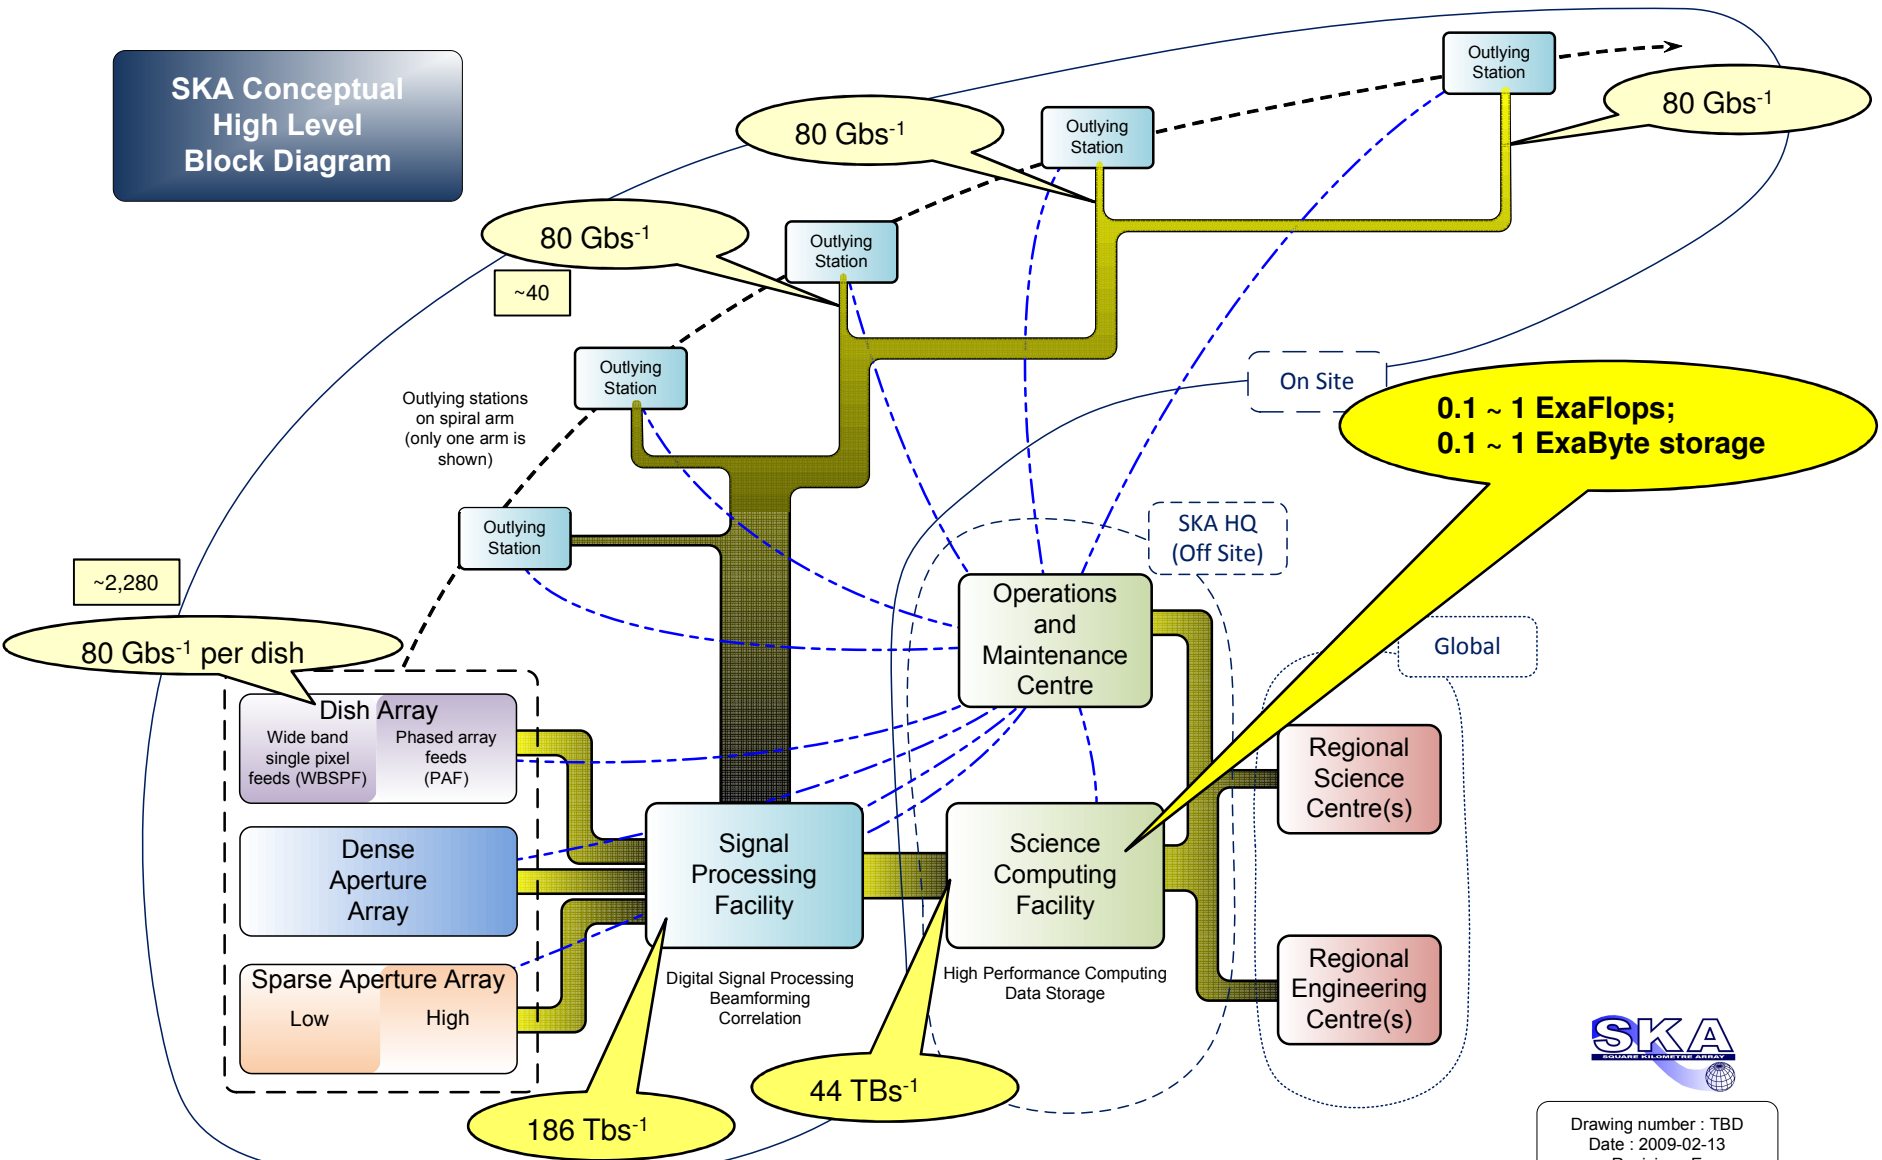 SKA Conceptual
High Level
Block Diagram
Outlying
Station
80 Gbs-1
80 Gbs-1
Outlying
Station
80 Gbs-1
Outlying
Station
~40
Outlying
Station
On Site
Outlying stations
on spiral arm
(only one arm is
shown)
0.1 ~ 1 ExaFlops;
0.1 ~ 1 ExaByte storage
Outlying
Station
SKA HQ
(Off Site)
~2,280
Operations
and
Maintenance
Centre
Global
80 Gbs-1 per dish
Dish Array
Wide band
single pixel
feeds (WBSPF)
Phased array
feeds
(PAF)
Regional
Science
Centre(s)
Dense
Aperture
Array
Signal
Processing
Facility
Science
Computing
Facility
Sparse Aperture Array
Low
High
Digital Signal Processing
Beamforming
Correlation
High Performance Computing
Data Storage
Regional
Engineering
Centre(s)
186 Tbs-1
44 TBs-1
SKA
SQUARE KILOMETRE ARRAY
Drawing number : TBD
Date : 2009-02-13